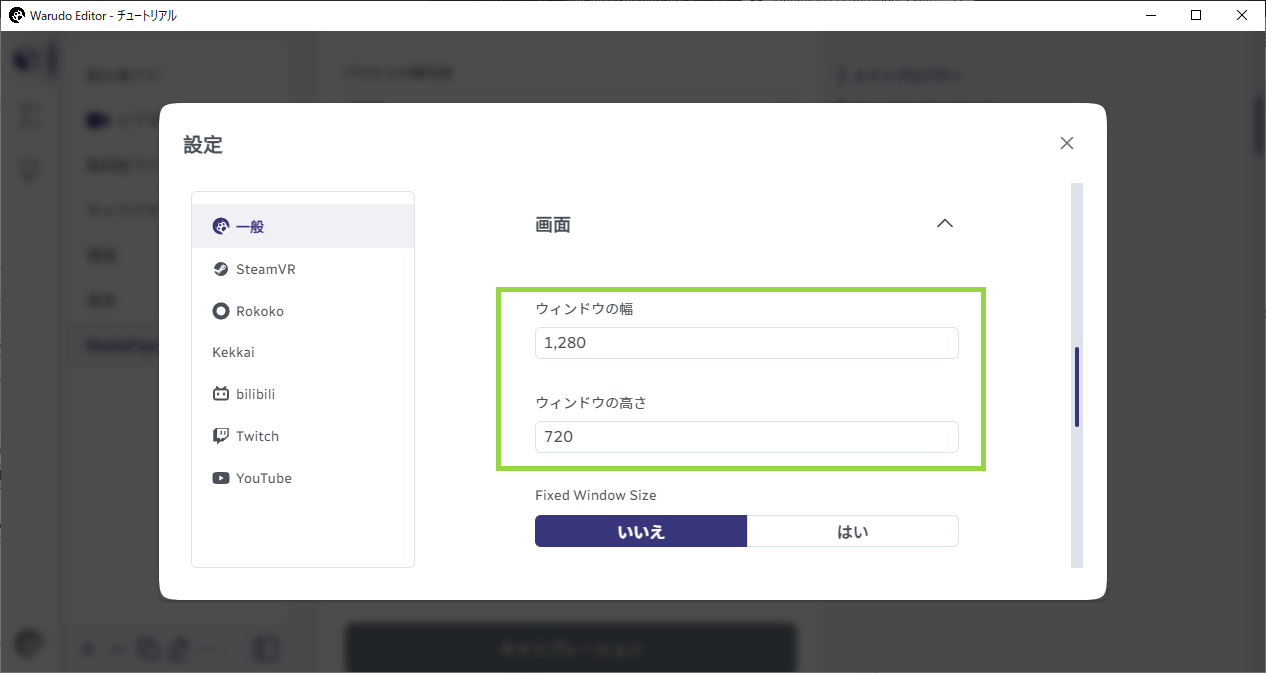 Warudo Editor - チュートリアル
設定
一般
SteamVR
Rokoko
Kekkai
bilibili
Twitch
YouTube
画面
ウィンドウの幅
1,280
ウィンドウの高さ
720
Fixed Window Size
いいえ
はい